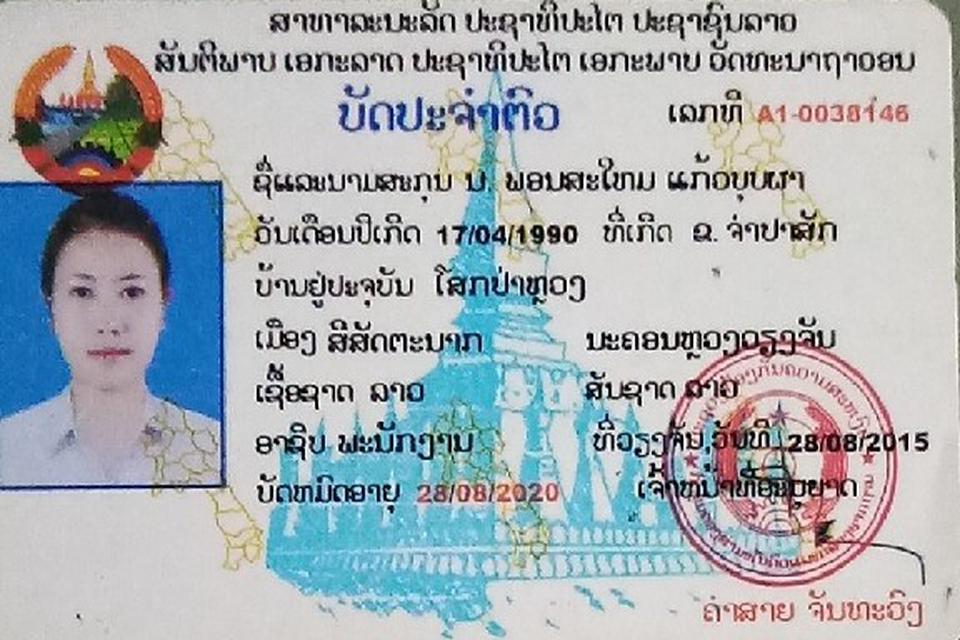 ສາທາລະນະລັດ ປະຊາທິປະໄຕ ປະຊາຊົນລາວ
ສັນຕິພາບ ເອກະລາດ ປະຊາທິປະໄຕ ເອກະພາບ ວັດທະນາຖາວອນ
ບັດປະຈຳຕົວ ເລກທີ A1-0038146
ຊື່ແລະນາມສະກຸນ ນ. ພອນສະໃຫມ ແກ້ວບຸບຜາ
ວັນເດືອນປີເກີດ 17/04/1990 ທີ່ເກີດ ຂ. ຈຳປາສັກ
ບ້ານຢູ່ປະຈຸບັນ ໂສກປ່າຫຼວງ
ເມືອງ ສີສັດຕະນາກ ນະຄອນຫຼວງວຽງຈັນ
ເຊື້ອຊາດ ລາວ ສັນຊາດ ລາວ
ອາຊີບ ພະນັກງານ ທີ່ວຽງຈັນ,ວັນທີ 28/08/2015
ບັດຫມົດອາຍຸ 28/08/2020 ເຈົ້າຫນ້າທີ່ອະນຸຍາດ
ຄຳສາຍ ຈັນທະວົງ